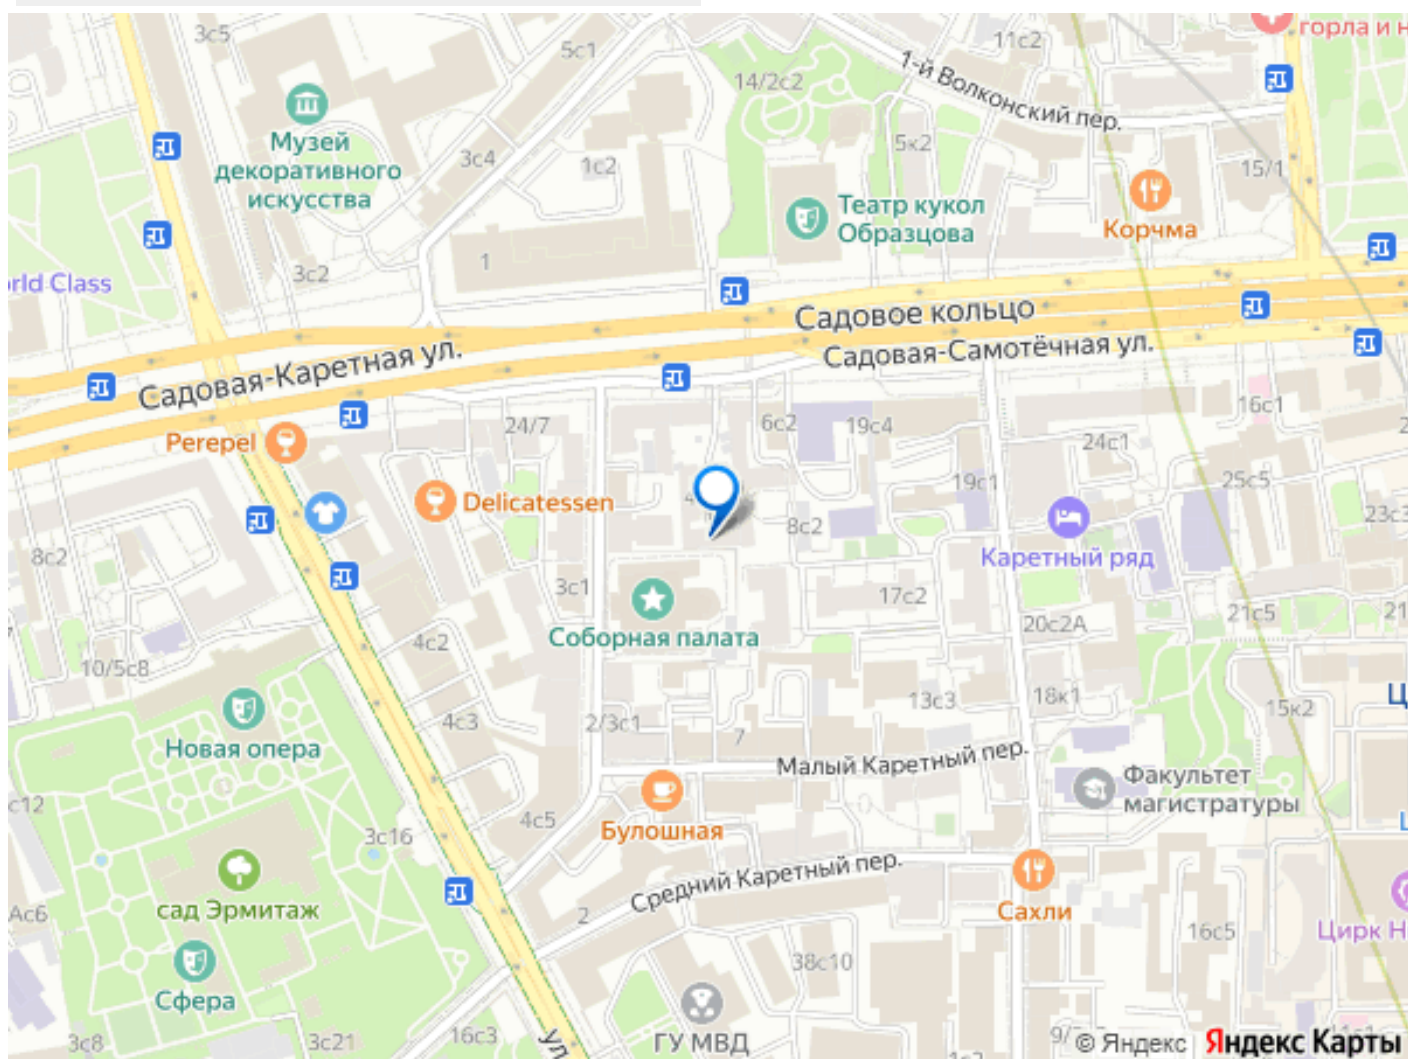 3с5
5с1
11с2
горла и н
14/2с2
1-й Волконский пер.
Музей
декоративного
искусства
3с4
1с2
5к2
15/1
Театр кукол
Образцова
Корчма
rld Class
3с2
1
Садовое кольцо
Садовая-Самотёчная ул.
Садовая-Каретная ул.
16с1
Perepel
24/7
6с2
19с4
24с1
2
Delicatessen
4
19с1
25с5
23с3
8с2
8с2
Каретный ряд
3с1
17с2
21с5
21
Соборная палата
20с2А
4с2
10/5с8
13с3
18к1
Ц
15к2
4с3
2/3с1
7
Новая опера
Малый Каретный пер.
Факультет
магистратуры
с12
4с5
Булошная
3с16
Средний Каретный пер.
сад Эрмитаж
Ас6
2
Сахли
16с5
Цирк Н
38с10
Сфера
3с8
3с21
16с3
ул
ГУ МВД
9/
© Яндекс
Яндекс Карты